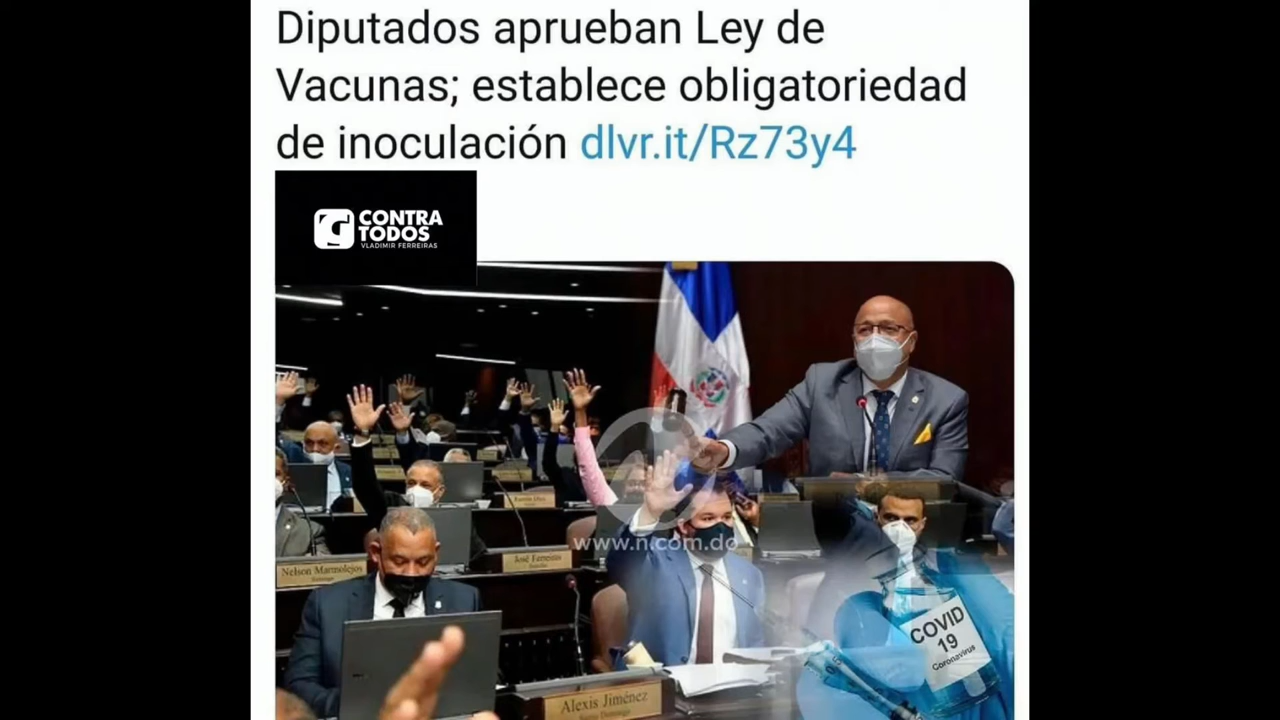 Diputados aprueban Ley de
Vacunas; establece obligatoriedad
de inoculación dlvr.it/Rz73y4
CONTRA
TODOS
VLADIMIR FERREIRAS
www.n.com.do
Nelson Marmolejos
José Ferreiras
Alexis Jiménez
COVID
19
Coronavirus